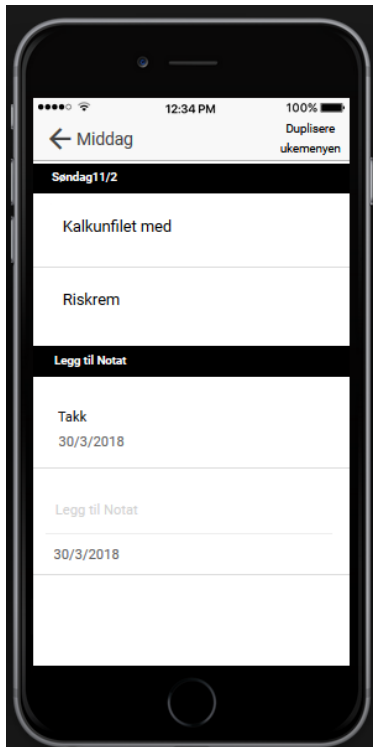 12:34 PM
100%
Duplisere
Middag
ukemenyen
Søndag11/2
Kalkunfilet med
Riskrem
Legg til Notat
Takk
30/3/2018
Legg til Notat
30/3/2018